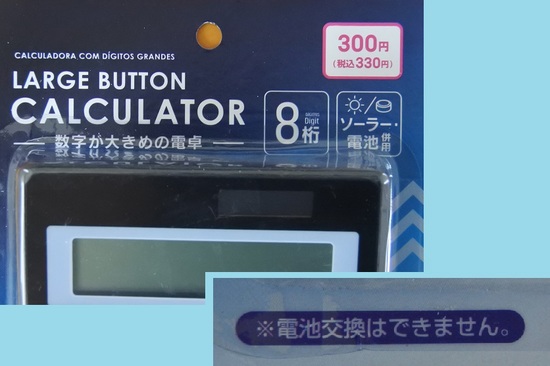 CALCULADORA COM DÍGITOS GRANDES
LARGE BUTTON
CALCULATOR
数字が大きめの電卓
8桁
Digit
ソーラー・
電池併用
300円
(税込330円)
※電池交換はできません。